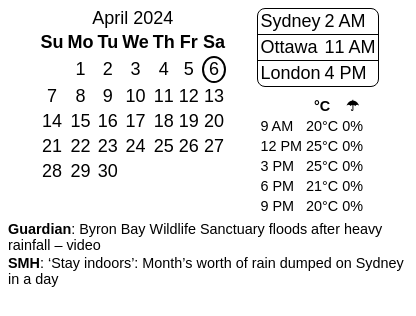 April 2024
Su Mo Tu We Th Fr Sa
1 2 3 4 5 6
7 8 9 10 11 12 13
14 15 16 17 18 19 20
21 22 23 24 25 26 27
28 29 30
Sydney 2 AM
Ottawa 11 AM
London 4 PM
°C ☂
9 AM 20°C 0%
12 PM 25°C 0%
3 PM 25°C 0%
6 PM 21°C 0%
9 PM 20°C 0%
Guardian: Byron Bay Wildlife Sanctuary floods after heavy
rainfall – video
SMH: ‘Stay indoors’: Month’s worth of rain dumped on Sydney
in a day